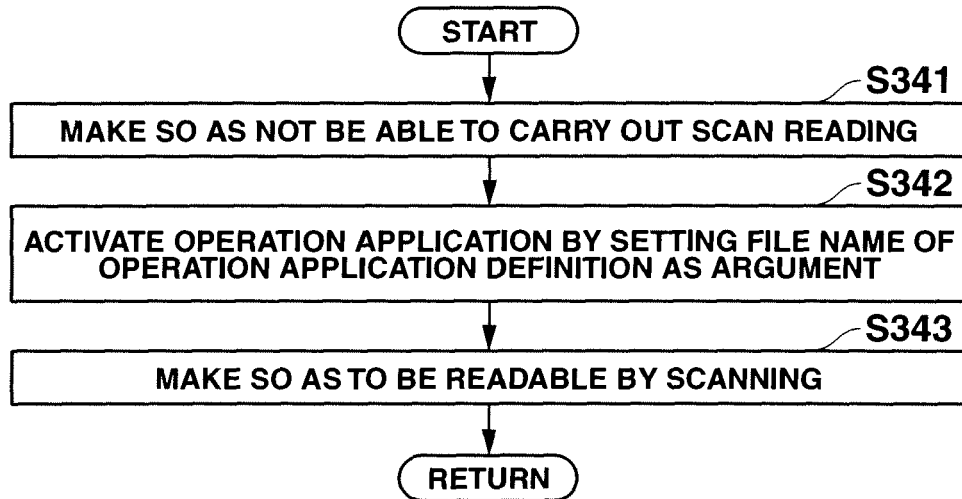 START
S341
MAKE SO AS NOT BE ABLE TO CARRY OUT SCAN READING
S342
ACTIVATE OPERATION APPLICATION BY SETTING FILE NAME OF
OPERATION APPLICATION DEFINITION AS ARGUMENT
S343
MAKE SO AS TO BE READABLE BY SCANNING
RETURN